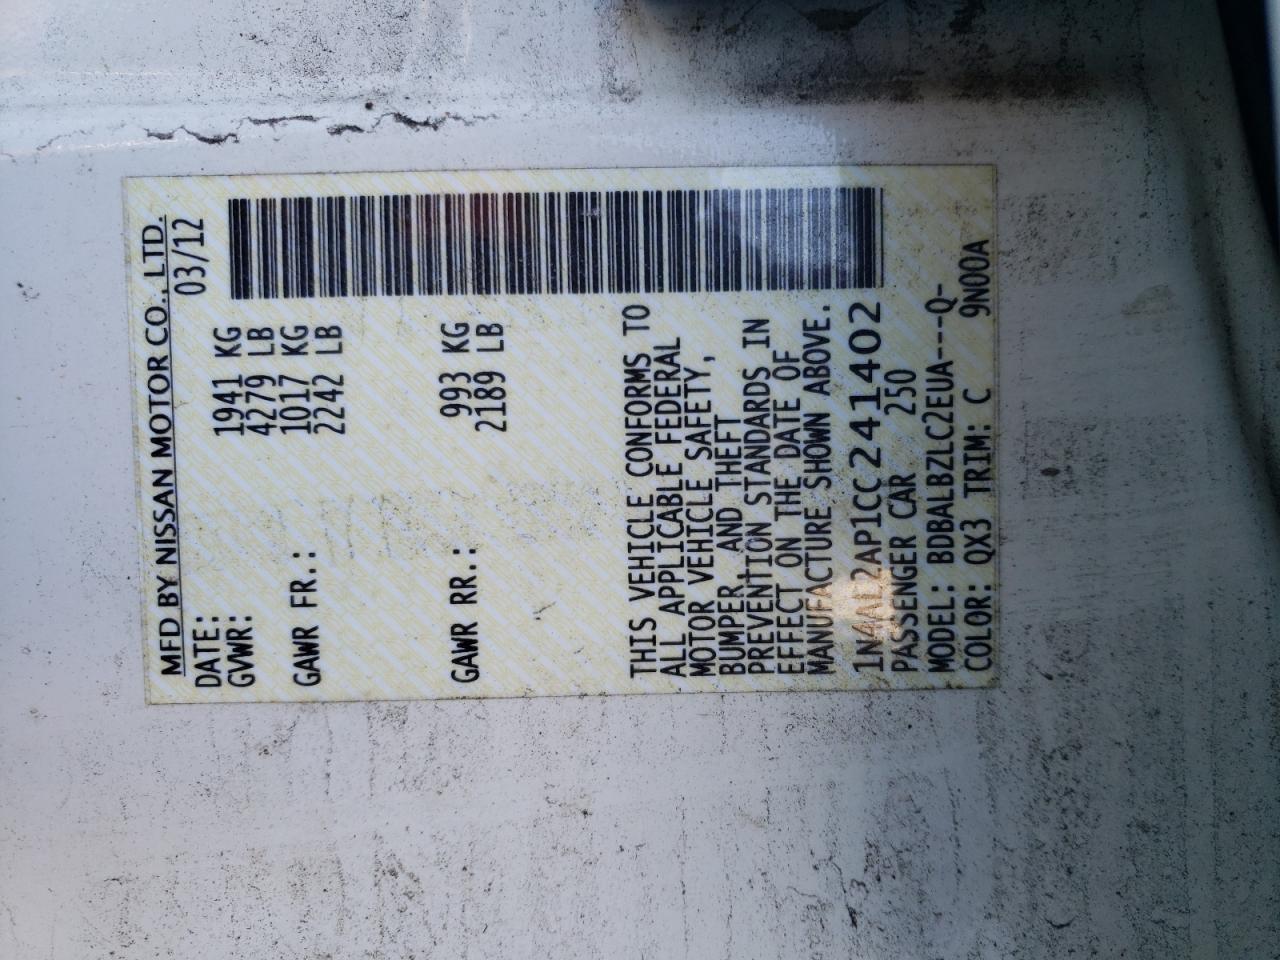 MFD BY NISSAN MOTOR CO., LTD.
DATE: 03/12
GVWR: 1941 KG
4279 LB
GAWR FR.: 1017 KG
2242 LB
GAWR RR.: 993 KG
2189 LB
THIS VEHICLE CONFORMS TO
ALL APPLICABLE FEDERAL
MOTOR VEHICLE SAFETY,
BUMPER, AND THEFT
PREVENTION STANDARDS IN
EFFECT ON THE DATE OF
MANUFACTURE SHOWN ABOVE.
1N4AL2AP1CC241402
PASSENGER CAR 250
MODEL: BDBALBZLC2EUA---Q-
COLOR: QX3 TRIM: C 9N00A